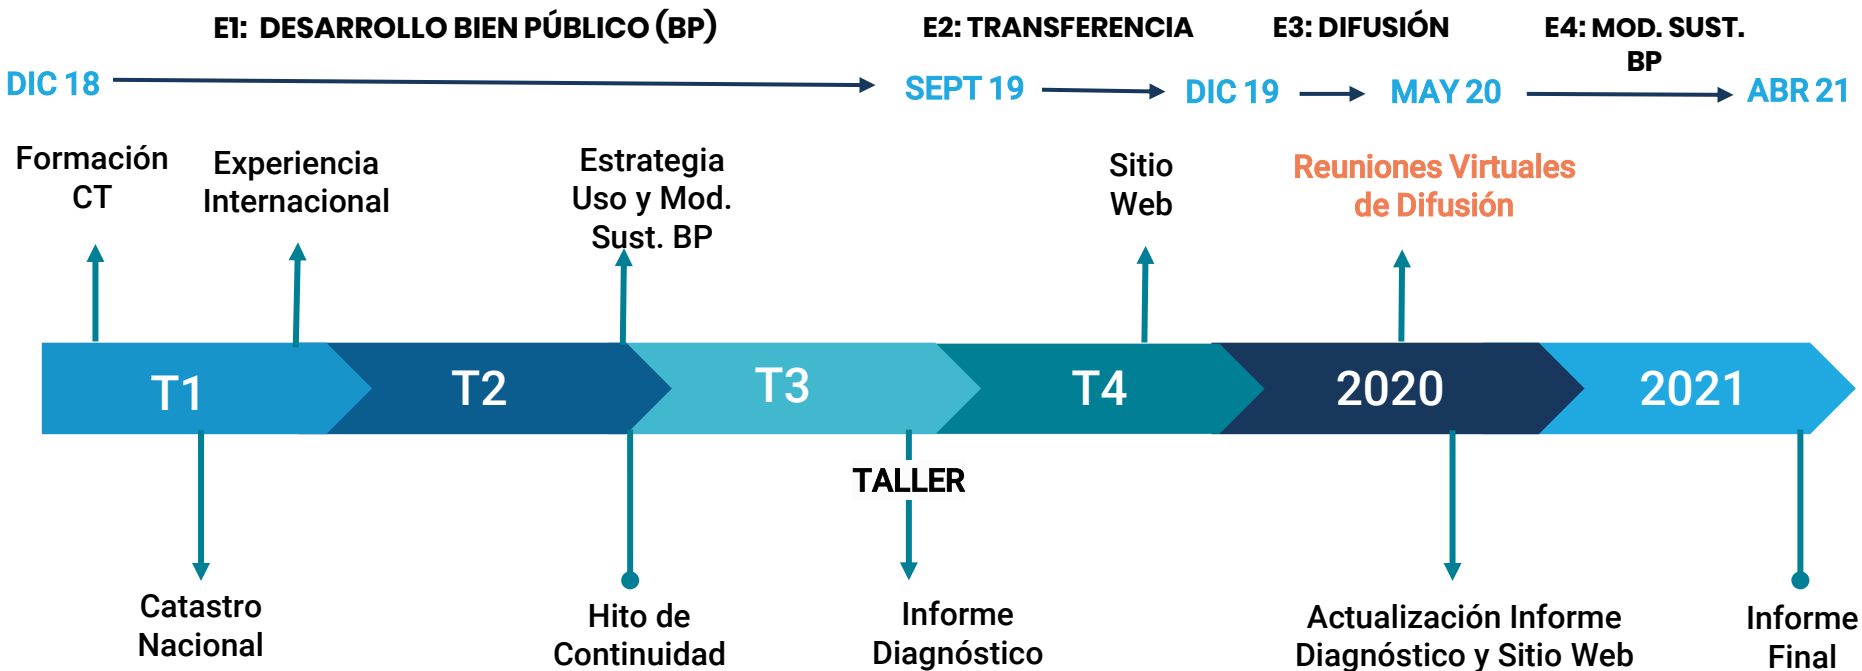 E1: DESARROLLO BIEN PÚBLICO (BP)
E2: TRANSFERENCIA
E3: DIFUSIÓN
E4: MOD. SUST.
BP
DIC 18
SEPT 19
DIC 19
MAY 20
ABR 21
Formación
CT
Experiencia
Internacional
Estrategia
Uso y Mod.
Sust. BP
Sitio
Web
Reuniones Virtuales
de Difusión
T1
T2
T3
T4
2020
2021
TALLER
Catastro
Nacional
Hito de
Continuidad
Informe
Diagnóstico
Actualización Informe
Diagnóstico y Sitio Web
Informe
Final